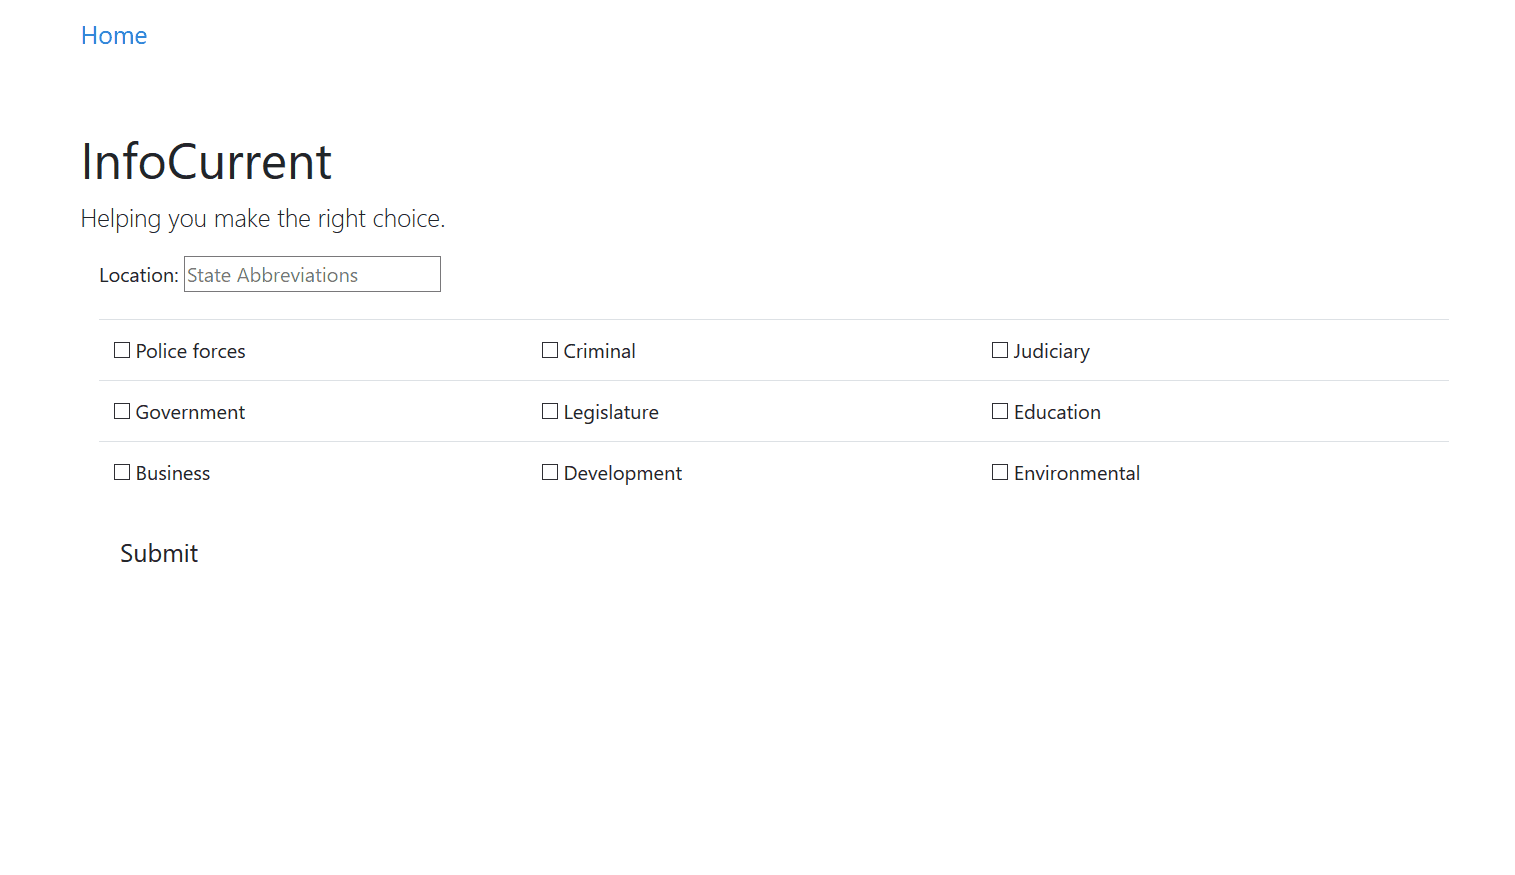 Home
InfoCurrent
Helping you make the right choice.
Location: State Abbreviations
Police forces Criminal Judiciary
Government Legislature Education
Business Development Environmental
Submit